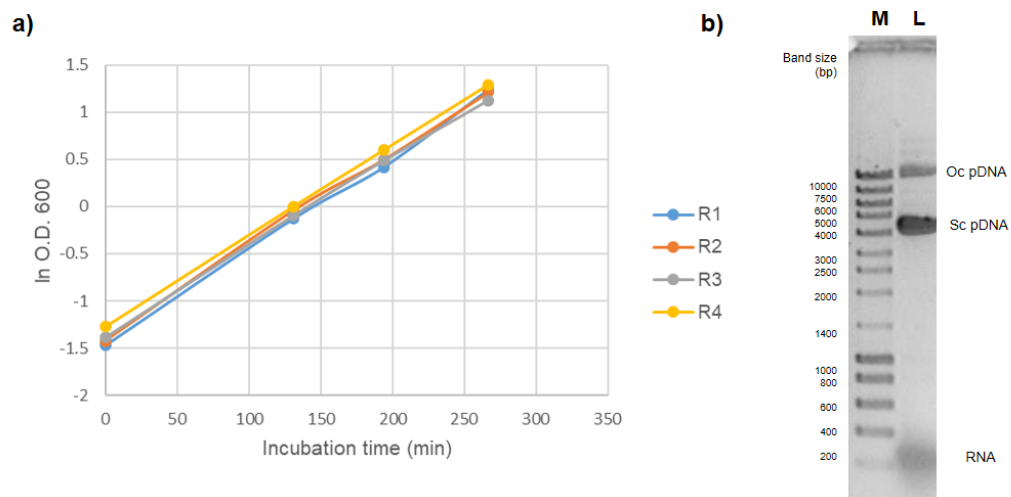 a)
1.5
1
0.5
0
-0.5
-1
-1.5
-2
ln O.D. 600
0 50 100 150 200 250 300 350
Incubation time (min)
R1
R2
R3
R4
b)
M L
Band size
(bp)
10000
7500
6000
5000
4000
3000
2500
2000
1400
1000
800
600
400
200
Oc pDNA
Sc pDNA
RNA